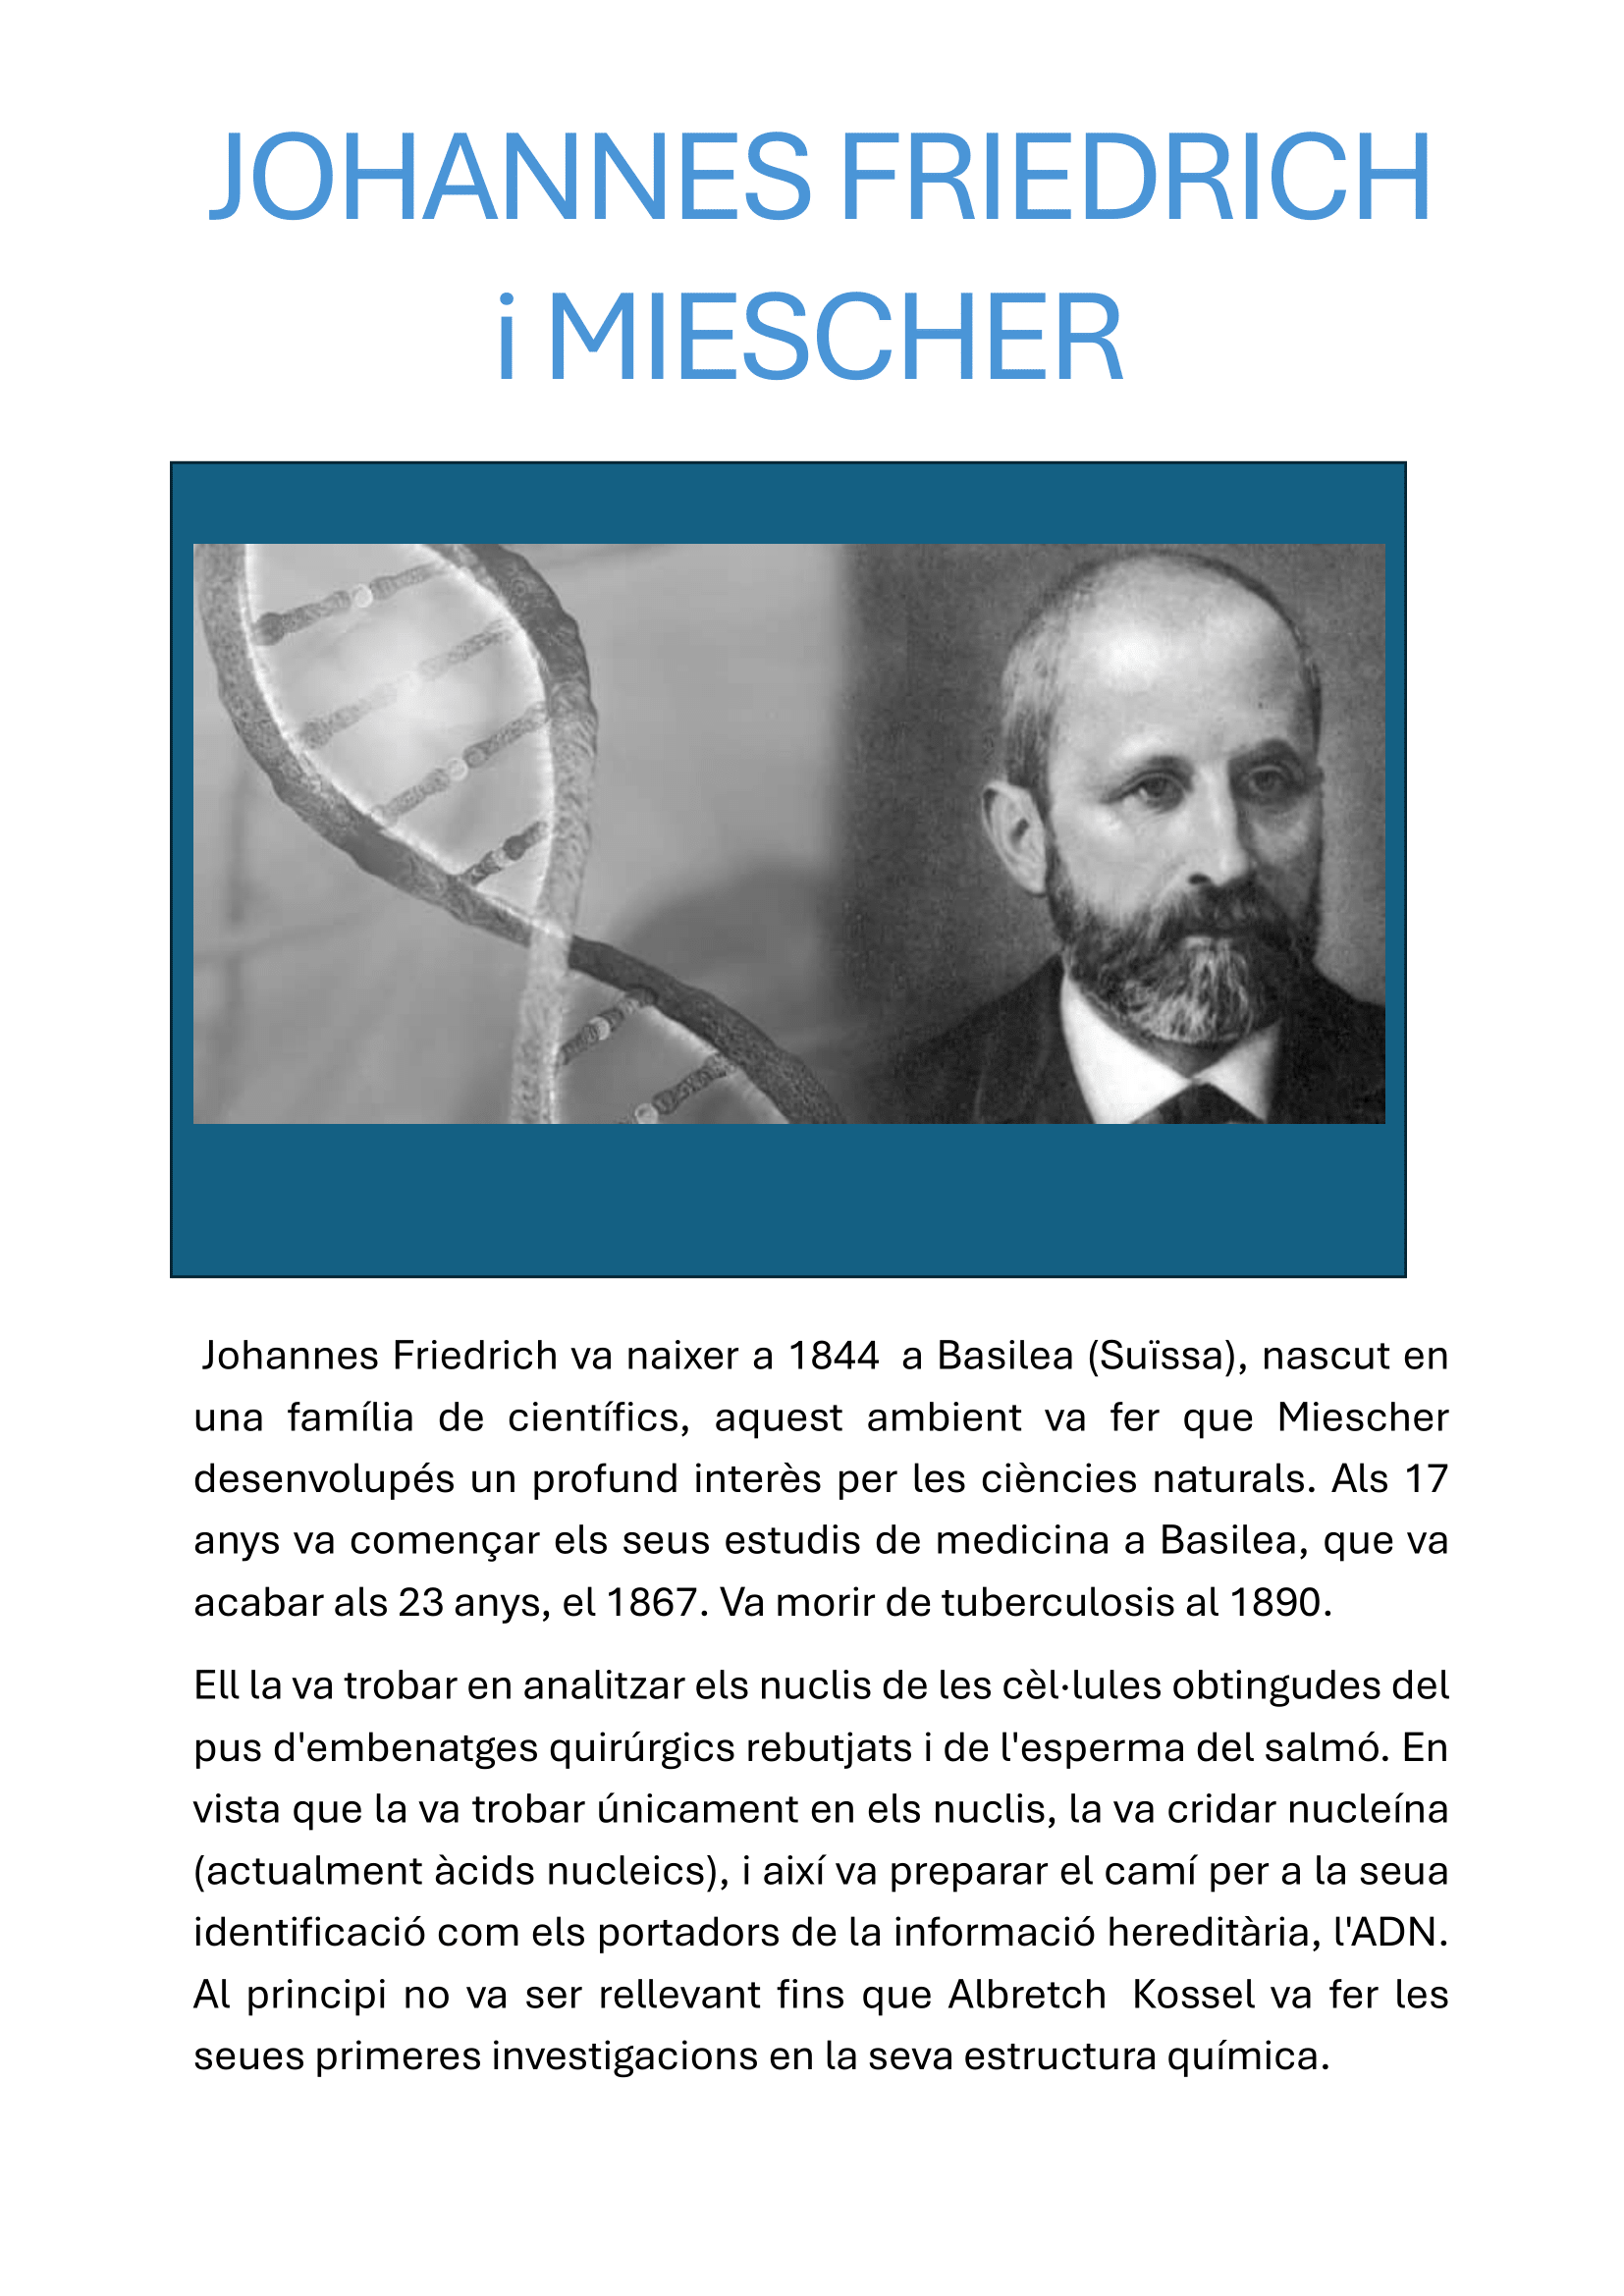 JOHANNES FRIEDRICH
i MIESCHER
Johannes Friedrich va naixer a 1844 a Basilea (Suïssa), nascut en
una família de científics, aquest ambient va fer que Miescher
desenvolupés un profund interès per les ciències naturals. Als 17
anys va començar els seus estudis de medicina a Basilea, que va
acabar als 23 anys, el 1867. Va morir de tuberculosis al 1890.
Ell la va trobar en analitzar els nuclis de les cèl·lules obtingudes del
pus d'embenatges quirúrgics rebutjats i de l'esperma del salmó. En
vista que la va trobar únicament en els nuclis, la va cridar nucleína
(actualment àcids nucleics), i així va preparar el camí per a la seua
identificació com els portadors de la informació hereditària, l'ADN.
Al principi no va ser rellevant fins que Albretch Kossel va fer les
seues primeres investigacions en la seva estructura química.